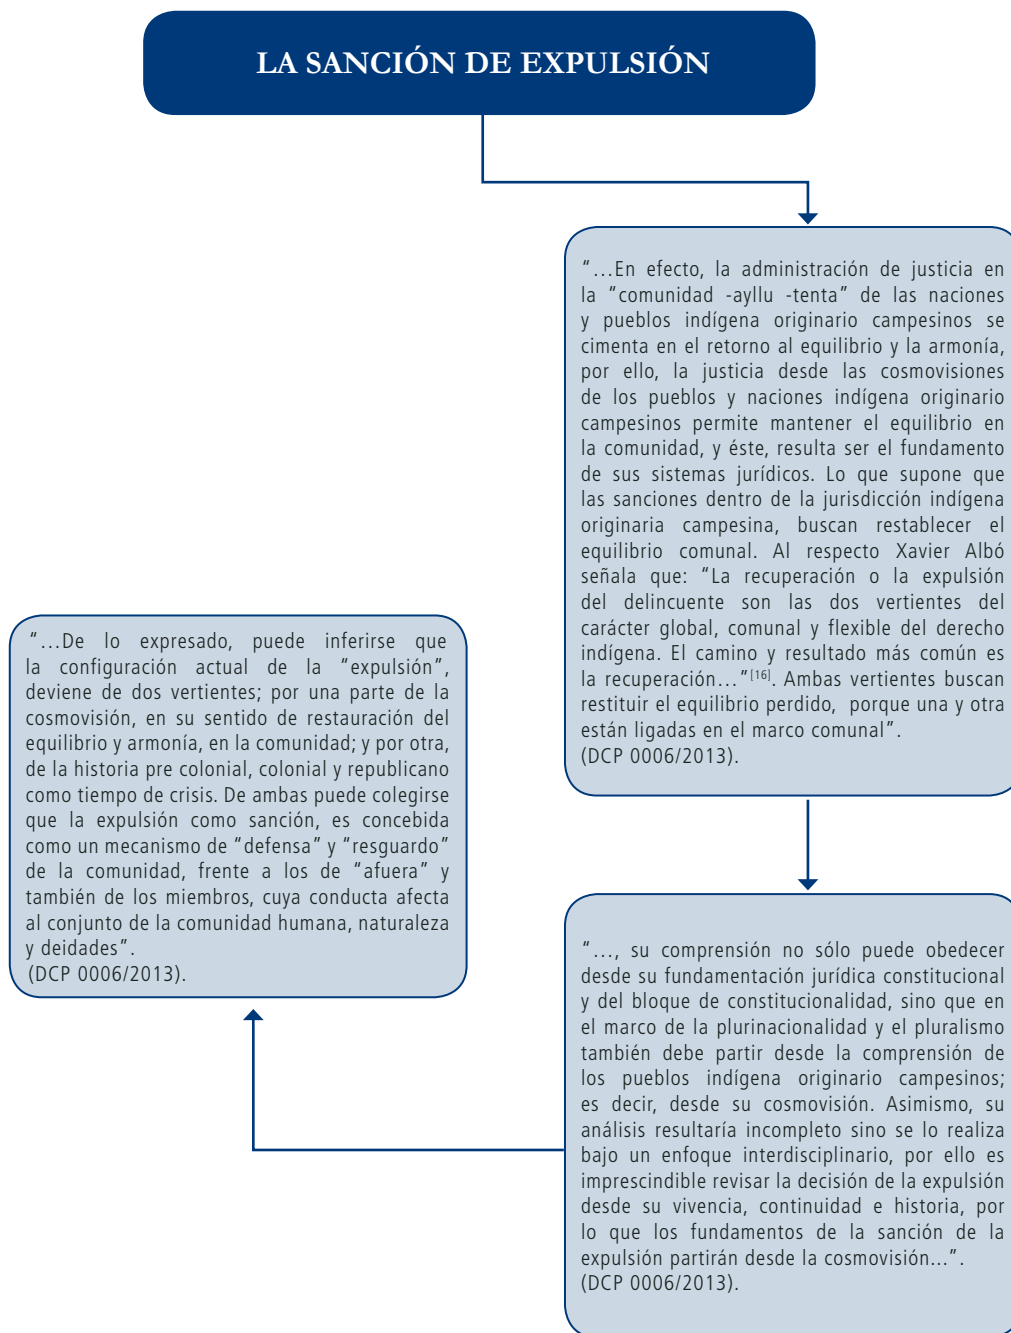 LA SANCIÓN DE EXPULSIÓN
“…En efecto, la administración de justicia en
la “comunidad -ayllu -tenta” de las naciones
y pueblos indígena originario campesinos se
cimenta en el retorno al equilibrio y la armonía,
por ello, la justicia desde las cosmovisiones
de los pueblos y naciones indígena originario
campesinos permite mantener el equilibrio en
la comunidad, y éste, resulta ser el fundamento
de sus sistemas jurídicos. Lo que supone que
las sanciones dentro de la jurisdicción indígena
originaria campesina, buscan restablecer el
equilibrio comunal. Al respecto Xavier Albó
señala que: “La recuperación o la expulsión
del delincuente son las dos vertientes del
carácter global, comunal y flexible del derecho
indígena. El camino y resultado más común es
la recuperación…”[16]. Ambas vertientes buscan
restituir el equilibrio perdido, porque una y otra
están ligadas en el marco comunal”.
(DCP 0006/2013).
“…, su comprensión no sólo puede obedecer
desde su fundamentación jurídica constitucional
y del bloque de constitucionalidad, sino que en
el marco de la plurinacionalidad y el pluralismo
también debe partir desde la comprensión de
los pueblos indígena originario campesinos;
es decir, desde su cosmovisión. Asimismo, su
análisis resultaría incompleto sino se lo realiza
bajo un enfoque interdisciplinario, por ello es
imprescindible revisar la decisión de la expulsión
desde su vivencia, continuidad e historia, por
lo que los fundamentos de la sanción de la
expulsión partirán desde la cosmovisión...”.
(DCP 0006/2013).
“…De lo expresado, puede inferirse que
la configuración actual de la “expulsión”,
deviene de dos vertientes; por una parte de la
cosmovisión, en su sentido de restauración del
equilibrio y armonía, en la comunidad; y por otra,
de la historia pre colonial, colonial y republicano
como tiempo de crisis. De ambas puede colegirse
que la expulsión como sanción, es concebida
como un mecanismo de “defensa” y “resguardo”
de la comunidad, frente a los de “afuera” y
también de los miembros, cuya conducta afecta
al conjunto de la comunidad humana, naturaleza
y deidades”.
(DCP 0006/2013).